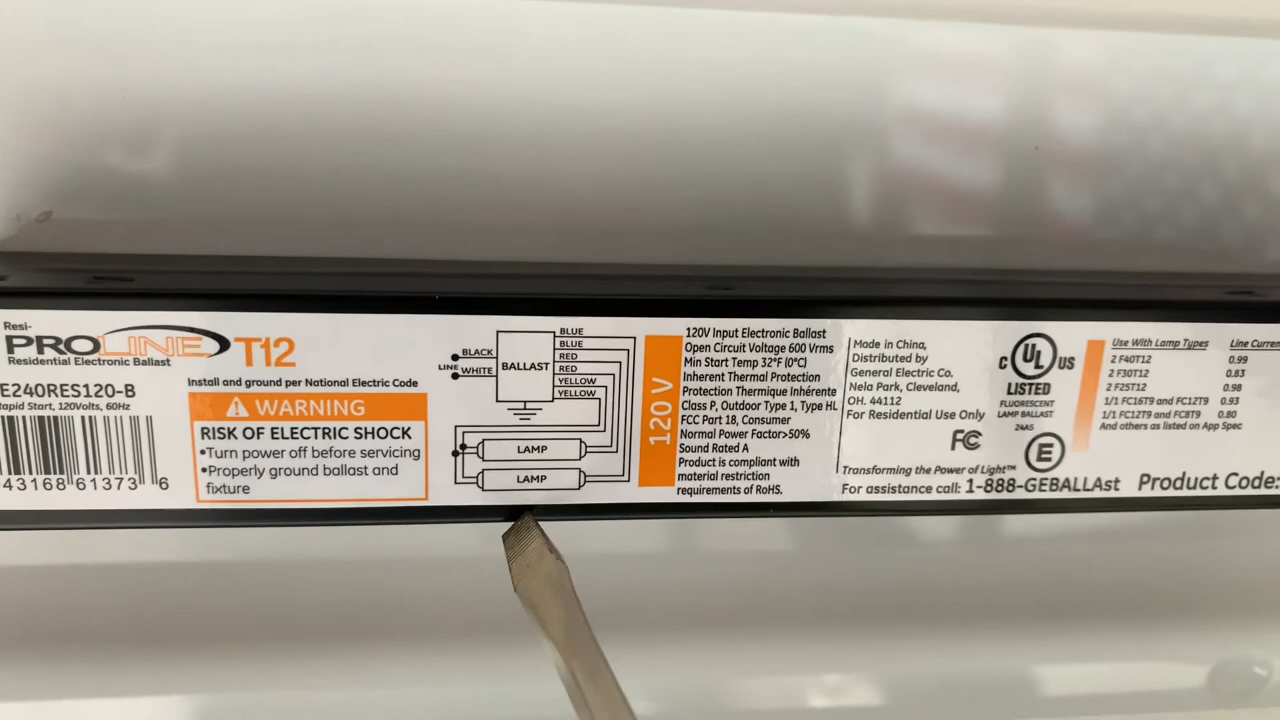 Resi-
PROLINE T12
Residential Electronic Ballast
E240RES120-B
apid Start, 120Volts, 60Hz
43168 61373 6
Install and ground per National Electric Code
WARNING
RISK OF ELECTRIC SHOCK
•Turn power off before servicing
•Properly ground ballast and
fixture
LINE
BLACK
WHITE
BALLAST
BLUE
BLUE
RED
RED
YELLOW
YELLOW
LAMP
LAMP
120 V
120V Input Electronic Ballast
Open Circuit Voltage 600 Vrms
Min Start Temp 32°F (0°C)
Inherent Thermal Protection
Protection Thermique Inhérente
Class P, Outdoor Type 1, Type HL
FCC Part 18, Consumer
Normal Power Factor>50%
Sound Rated A
Product is compliant with
material restriction
requirements of RoHS.
Made in China,
Distributed by
General Electric Co.
Nela Park, Cleveland,
OH. 44112
For Residential Use Only
FC
C UL US
LISTED
FLUORESCENT
LAMP BALLAST
24A5
E
Transforming the Power of Light™
For assistance call: 1-888-GEBALLAst Product Code:
Use With Lamp Types Line Curren
2 F40T12 0.99
2 F30T12 0.83
2 F25T12 0.98
1/1 FC16T9 and FC12T9 0.93
1/1 FC12T9 and FC8T9 0.80
And others as listed on App Spec